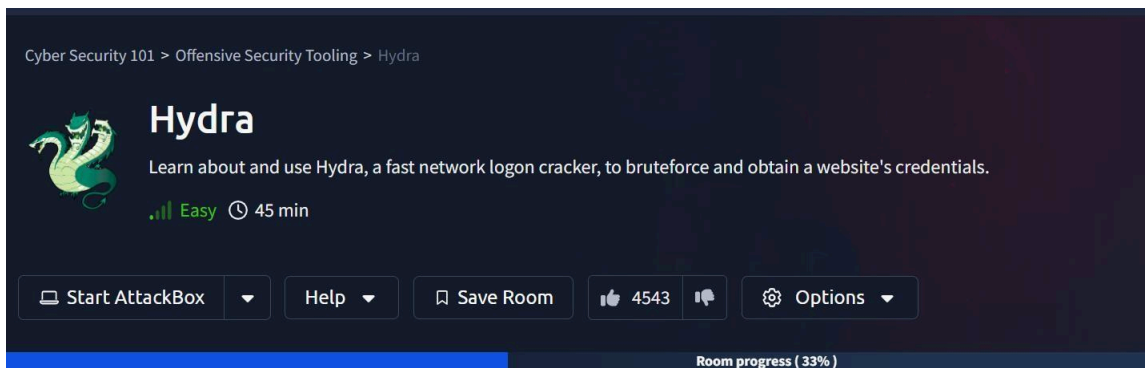 Cyber Security 101 > Offensive Security Tooling > Hydra
Hydra
Learn about and use Hydra, a fast network logon cracker, to bruteforce and obtain a website's credentials.
Easy 45 min
Start AttackBox Help Save Room 4543 Options
Room progress ( 33% )